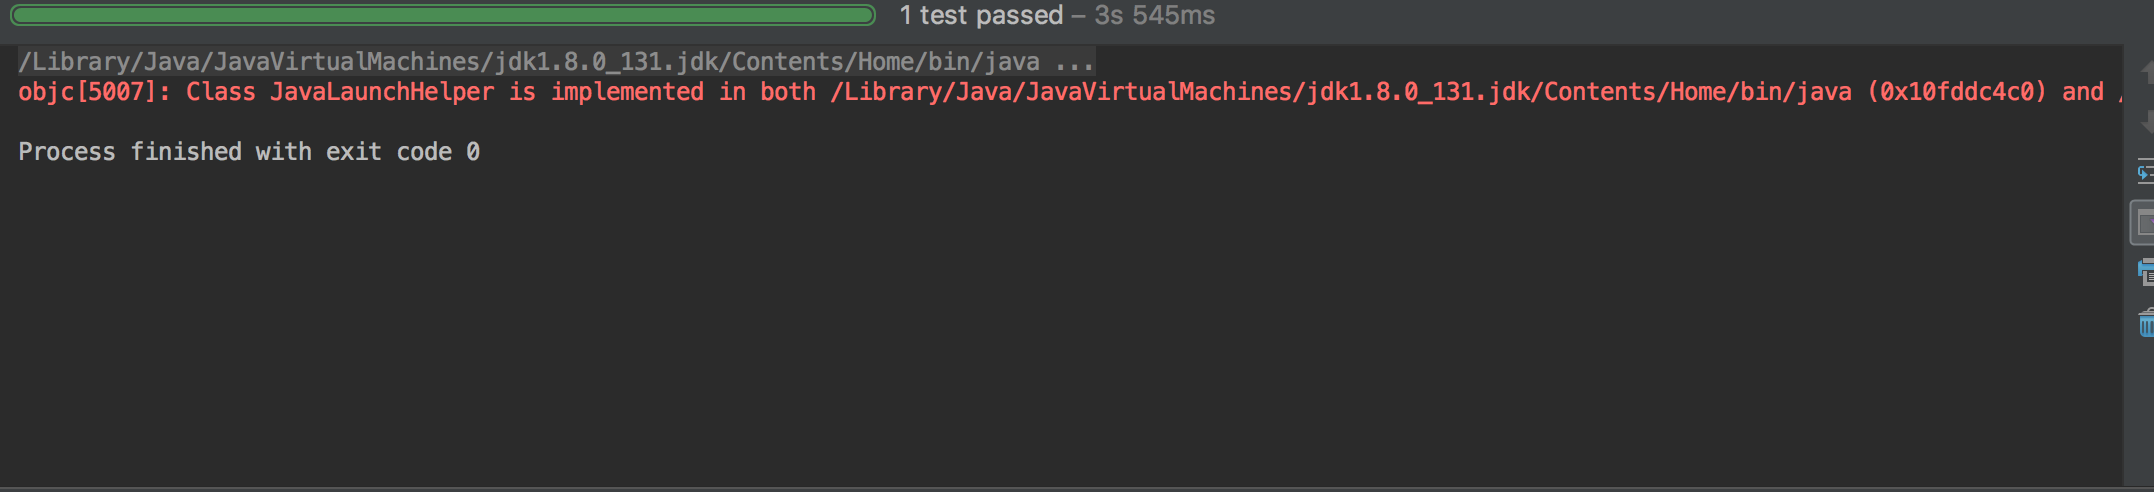 1 test passed – 3s 545ms
/Library/Java/JavaVirtualMachines/jdk1.8.0_131.jdk/Contents/Home/bin/java ...
objc[5007]: Class JavaLaunchHelper is implemented in both /Library/Java/JavaVirtualMachines/jdk1.8.0_131.jdk/Contents/Home/bin/java (0x10fddc4c0) and
Process finished with exit code 0